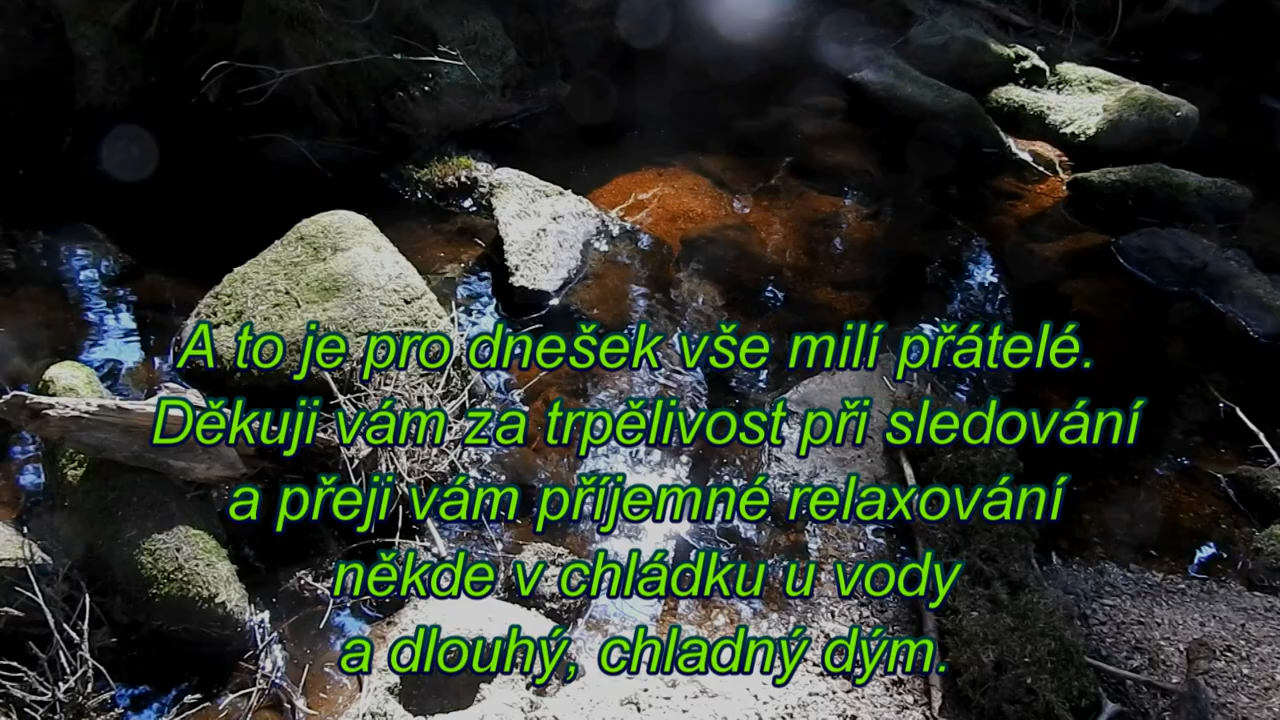 A to je pro dnešek vše milí přátelé.
Děkuji vám za trpělivost při sledování
a přeji vám příjemné relaxování
někde v chládku u vody
a dlouhý, chladný dým.